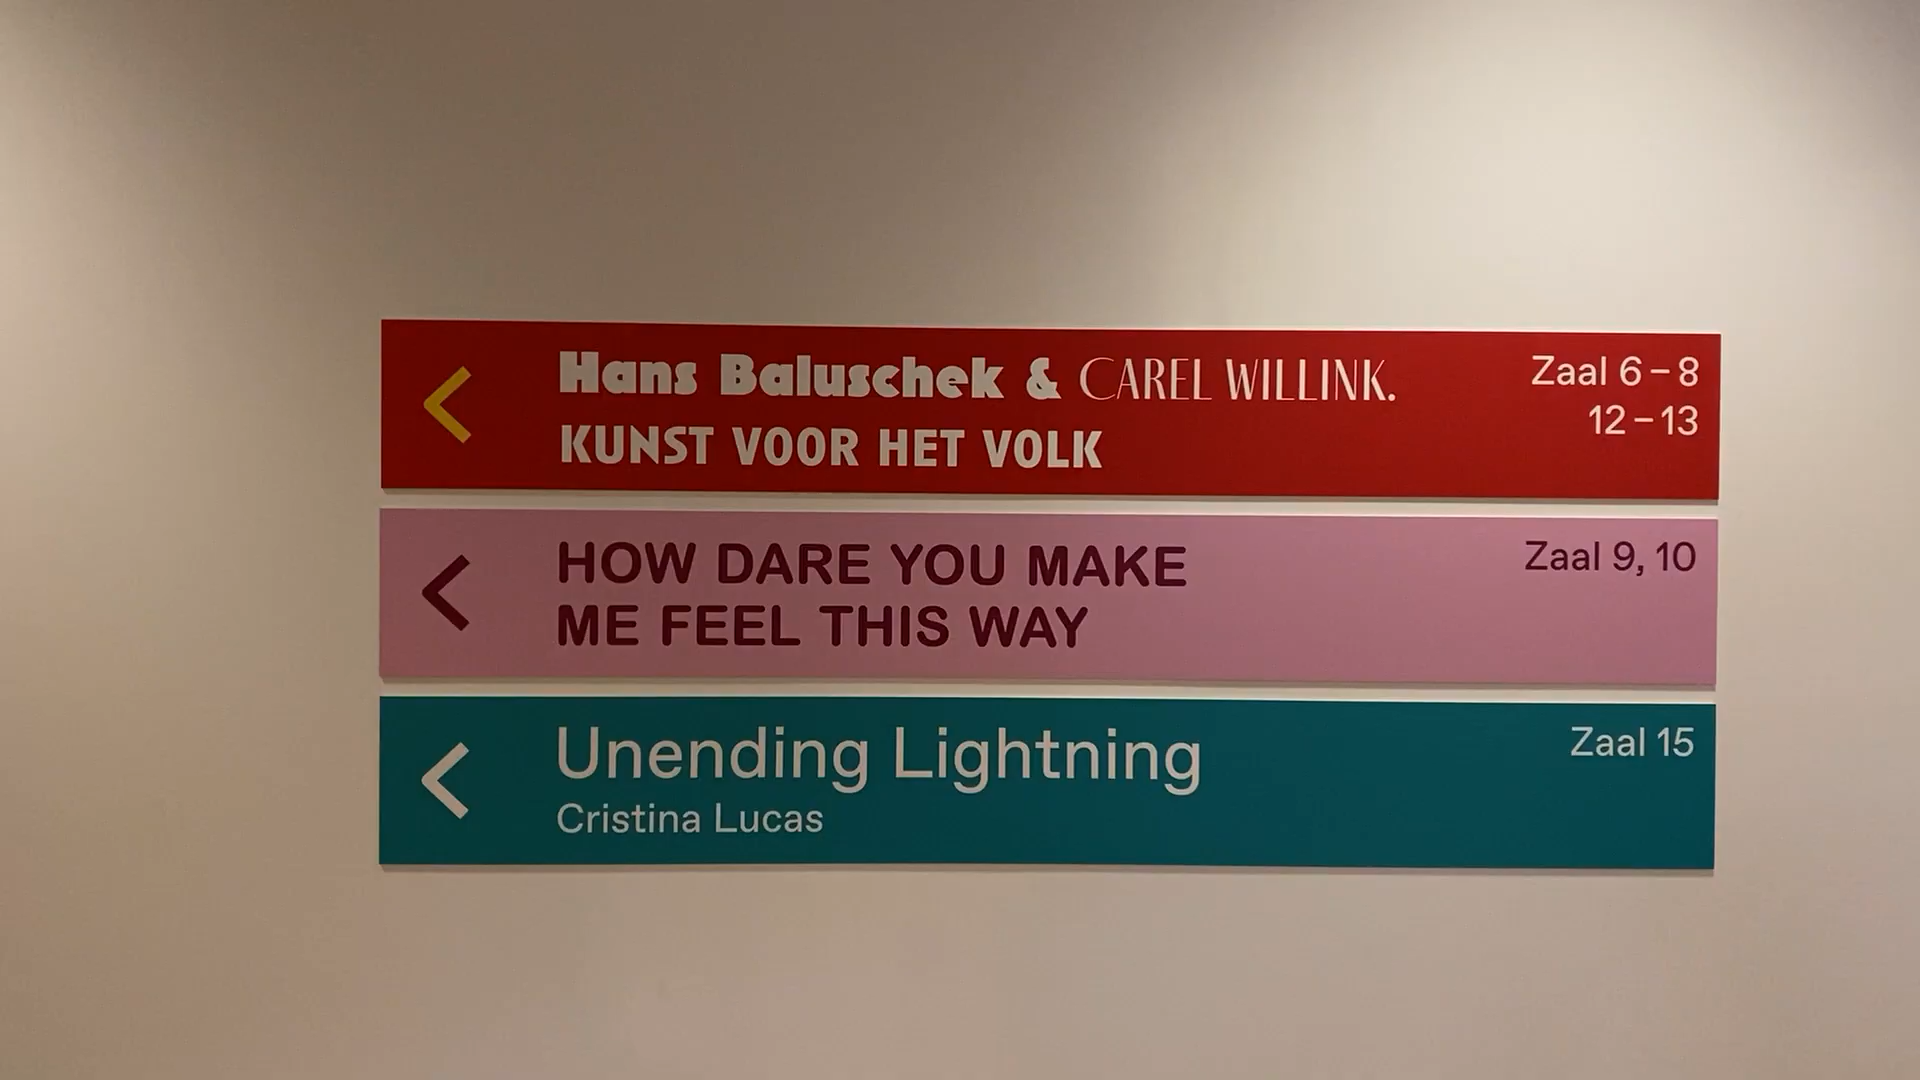 Hans Baluschek & CAREL WILLINK.
KUNST VOOR HET VOLK
Zaal 6 – 8
12 – 13
HOW DARE YOU MAKE
ME FEEL THIS WAY
Zaal 9, 10
Unending Lightning
Cristina Lucas
Zaal 15